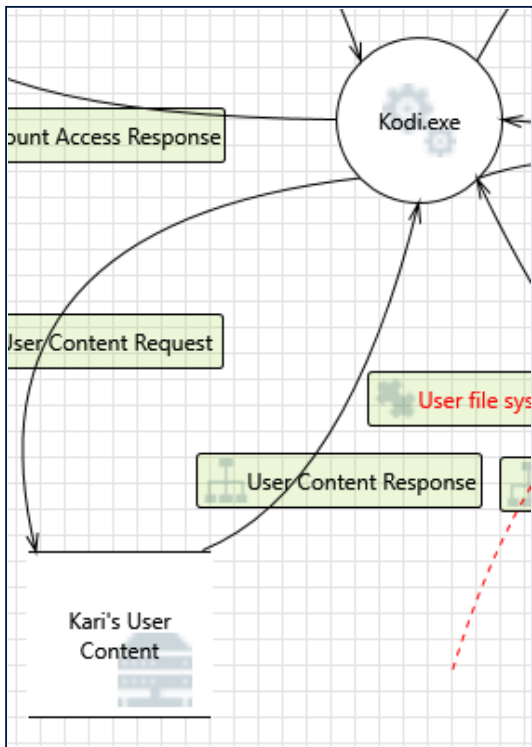 Kodi.exe
ount Access Response
User Content Request
User file sys
User Content Response
Kari's User
Content